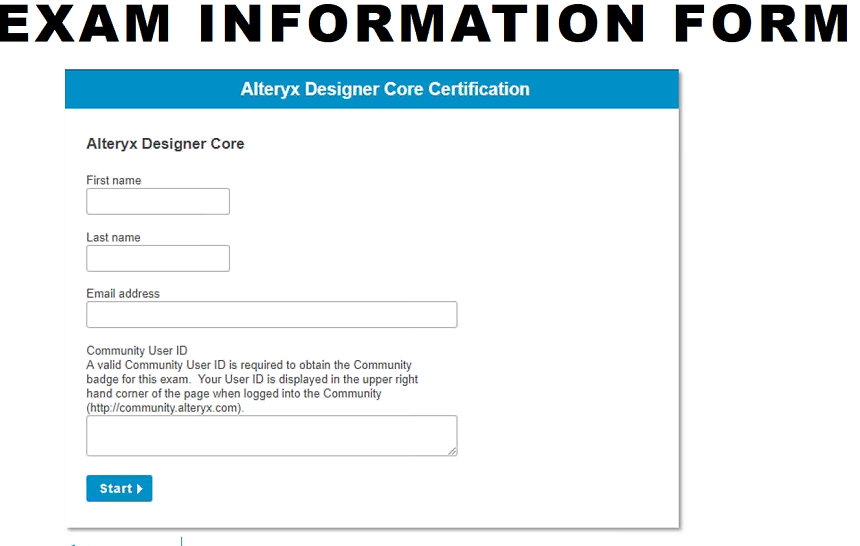 EXAM INFORMATION FORM
Alteryx Designer Core Certification
Alteryx Designer Core
First name
Last name
Email address
Community User ID
A valid Community User ID is required to obtain the Community
badge for this exam.  Your User ID is displayed in the upper right
hand corner of the page when logged into the Community
(http://community.alteryx.com).
Start